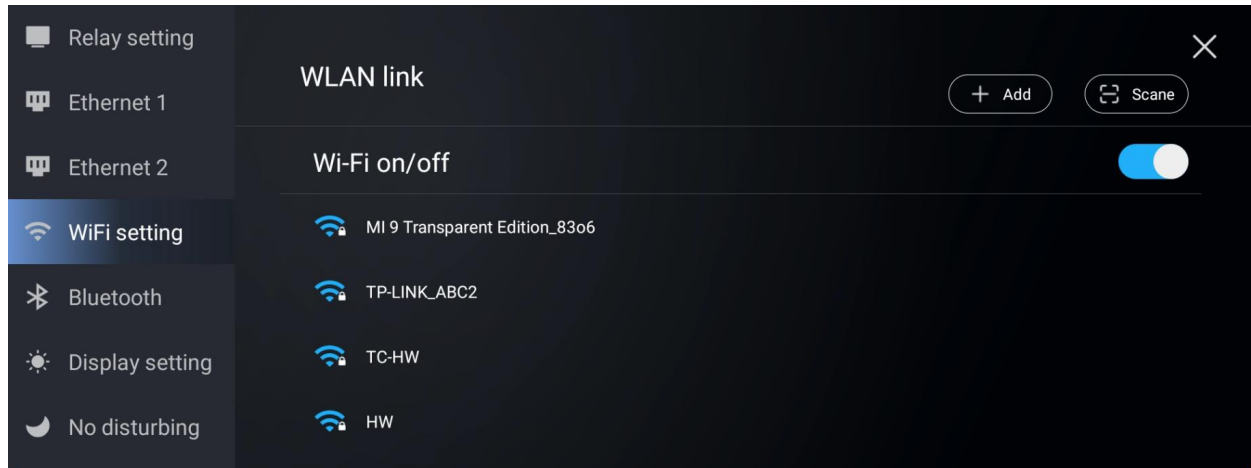 Relay setting
Ethernet 1
Ethernet 2
WiFi setting
Bluetooth
Display setting
No disturbing
WLAN link
Add
Scane
Wi-Fi on/off
MI 9 Transparent Edition_83o6
TP-LINK_ABC2
TC-HW
HW